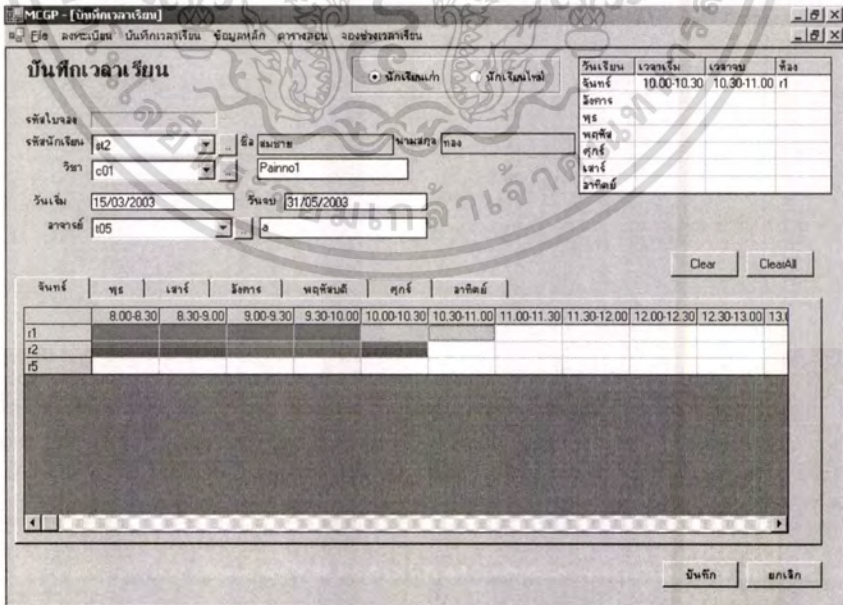 MCGP - [บันทึกเวลาเรียน]
File ลงทะเบียน บันทึกเวลาเรียน ข้อมูลหลัก ตารางสอน จองช่วงเวลาเรียน
บันทึกเวลาเรียน
นักเรียนเก่า นักเรียนใหม่
วันเรียน เวลาเริ่ม เวลาจบ ห้อง
จันทร์ 10.00-10.30 10.30-11.00 r1
อังคาร
พุธ
พฤหัส
ศุกร์
เสาร์
อาทิตย์
รหัสใบจอง
รหัสนักเรียน st2 .. ชื่อ สมชาย นามสกุล ทอง
วิชา c01 Painno1
วันเริ่ม 15/03/2003 วันจบ 31/05/2003
อาจารย์ t05 a
Clear ClearAll
จันทร์ พุธ เสาร์ อังคาร พฤหัสบดี ศุกร์ อาทิตย์
8.00-8.30 8.30-9.00 9.00-9.30 9.30-10.00 10.00-10.30 10.30-11.00 11.00-11.30 11.30-12.00 12.00-12.30 12.30-13.00 13.0
r1
r2
r5
บันทึก ยกเลิก